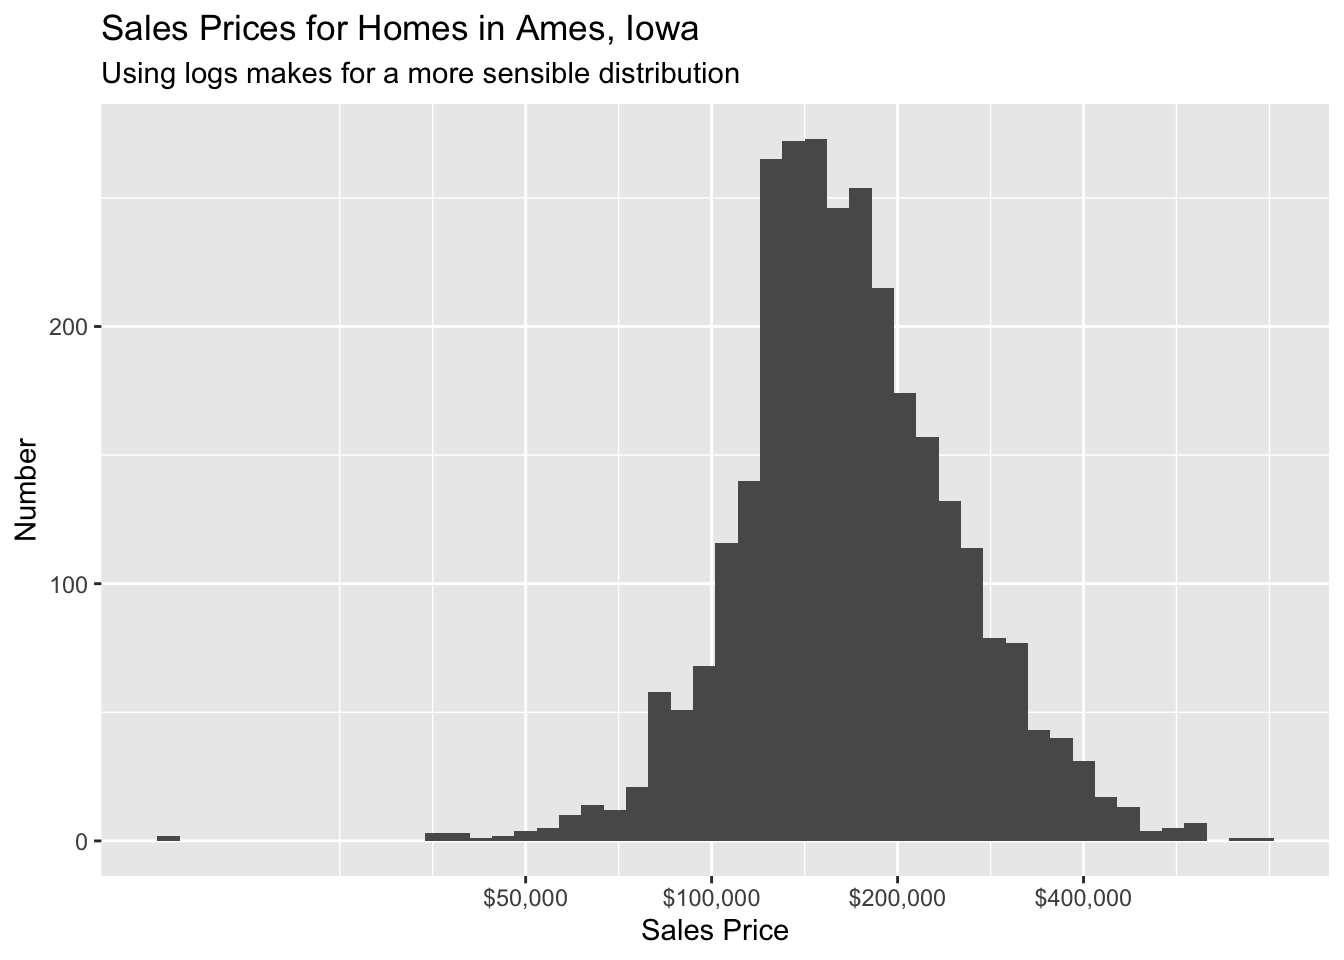 Sales Prices for Homes in Ames, Iowa
Using logs makes for a more sensible distribution
Number
200
100
0
$50,000 $100,000 $200,000 $400,000
Sales Price